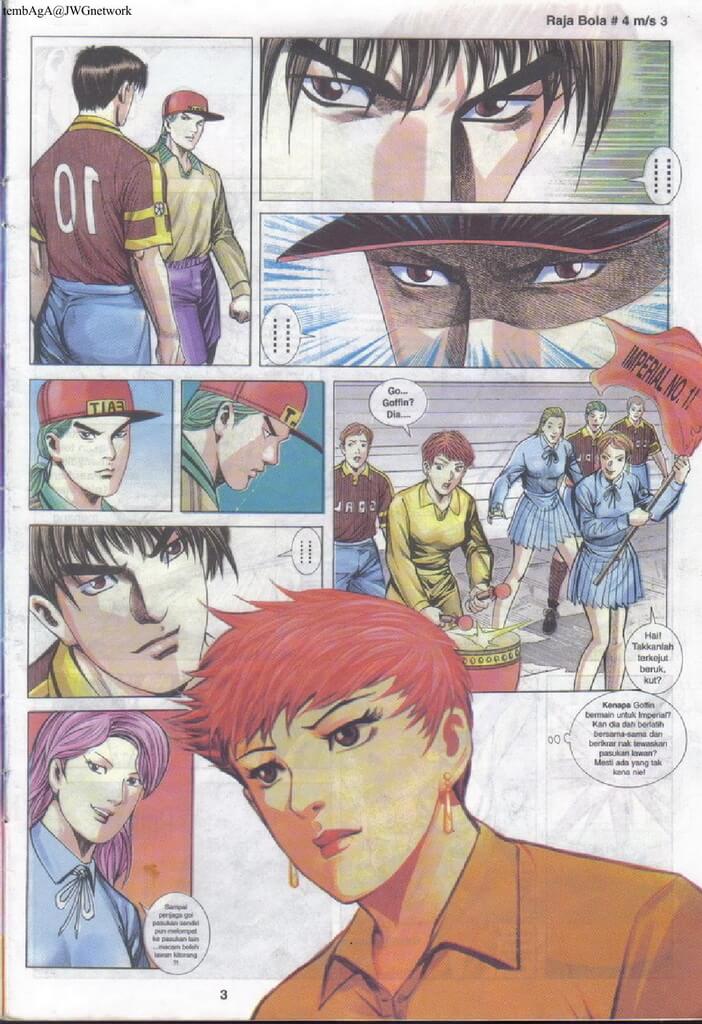 tembAgA@JWGnetwork
Raja Bola # 4 m/s 3
10
IMPERIAL NO. 1!
Go...
Goffin?
Dia....
FAIT
JAGO
Hai!
Takkanlah
terkejut
beruk,
kut?
Kenapa Goffin
bermain untuk Imperial?
Kan dia dah berlatih
bersama-sama dan
berikrar nak tewaskan
pasukan lawan?
Mesti ada yang tak
kena nie!
Sampai
penjaga gol
pasukan sendiri
pun melompat
ke pasukan lain
...macam boleh
lawan kitorang
?!
3